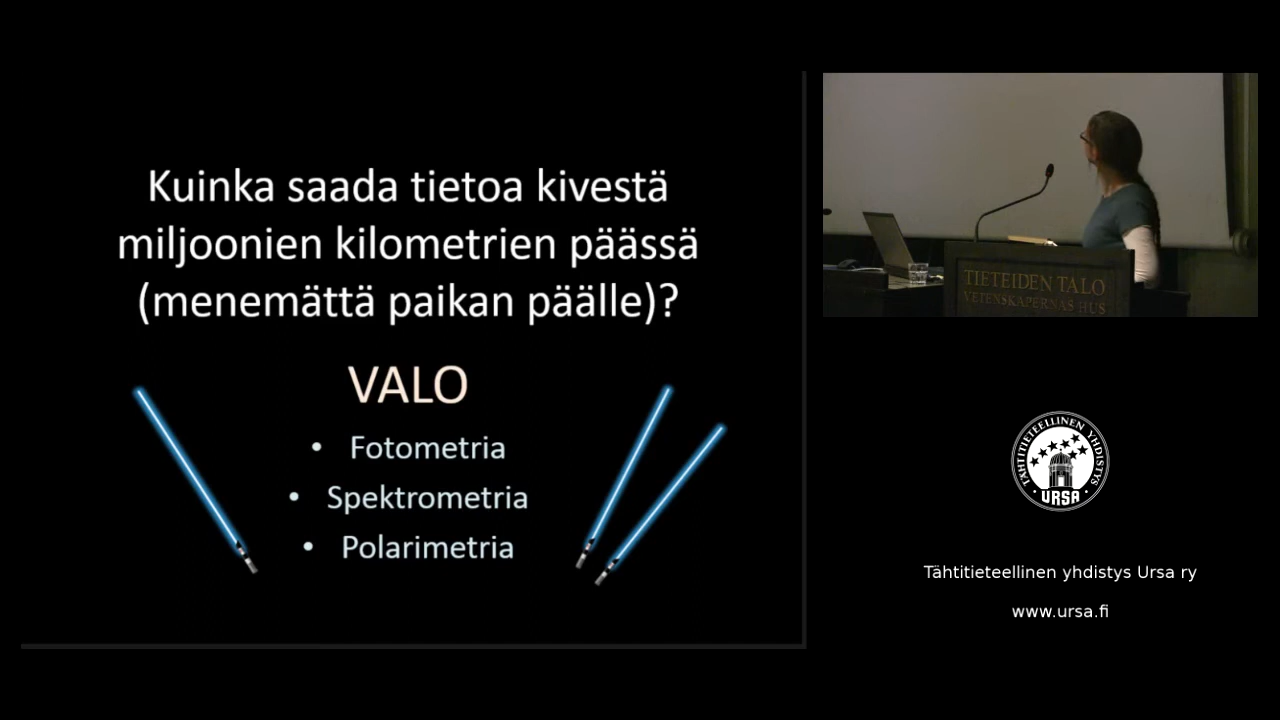 Kuinka saada tietoa kivestä
miljoonien kilometrien päässä
(menemättä paikan päälle)?
VALO
• Fotometria
• Spektrometria
• Polarimetria
TIETEIDEN TALO
VETENSKAPERNAS HUS
TÄHTITIETEELLINEN YHDISTYS
URSA
Tähtitieteellinen yhdistys Ursa ry
www.ursa.fi